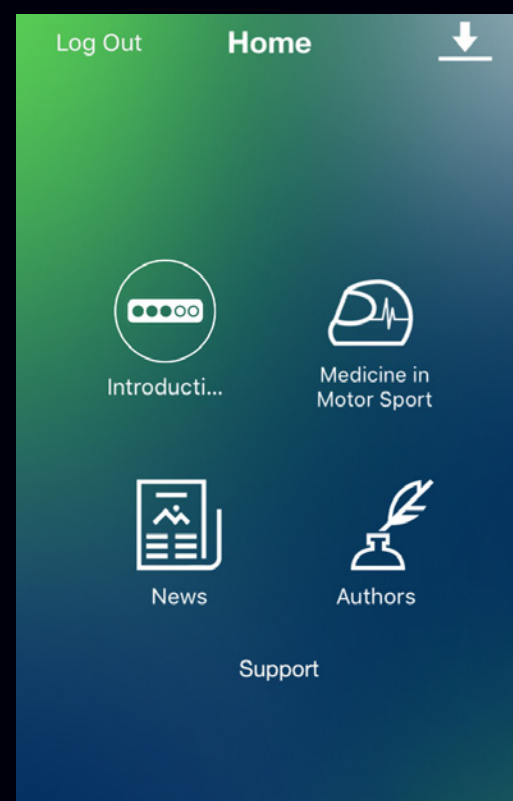 Log Out
Home
Introducti...
Medicine in
Motor Sport
News
Authors
Support